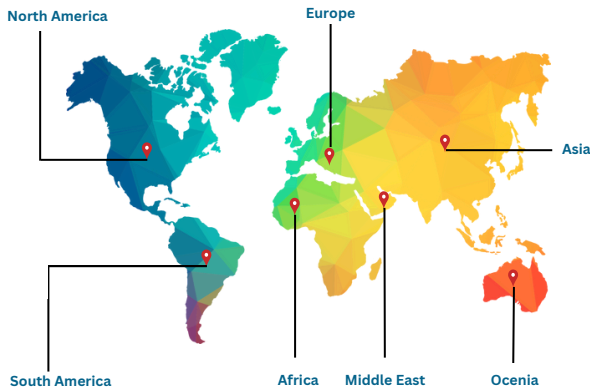 North America
Europe
Asia
South America
Africa
Middle East
Ocenia